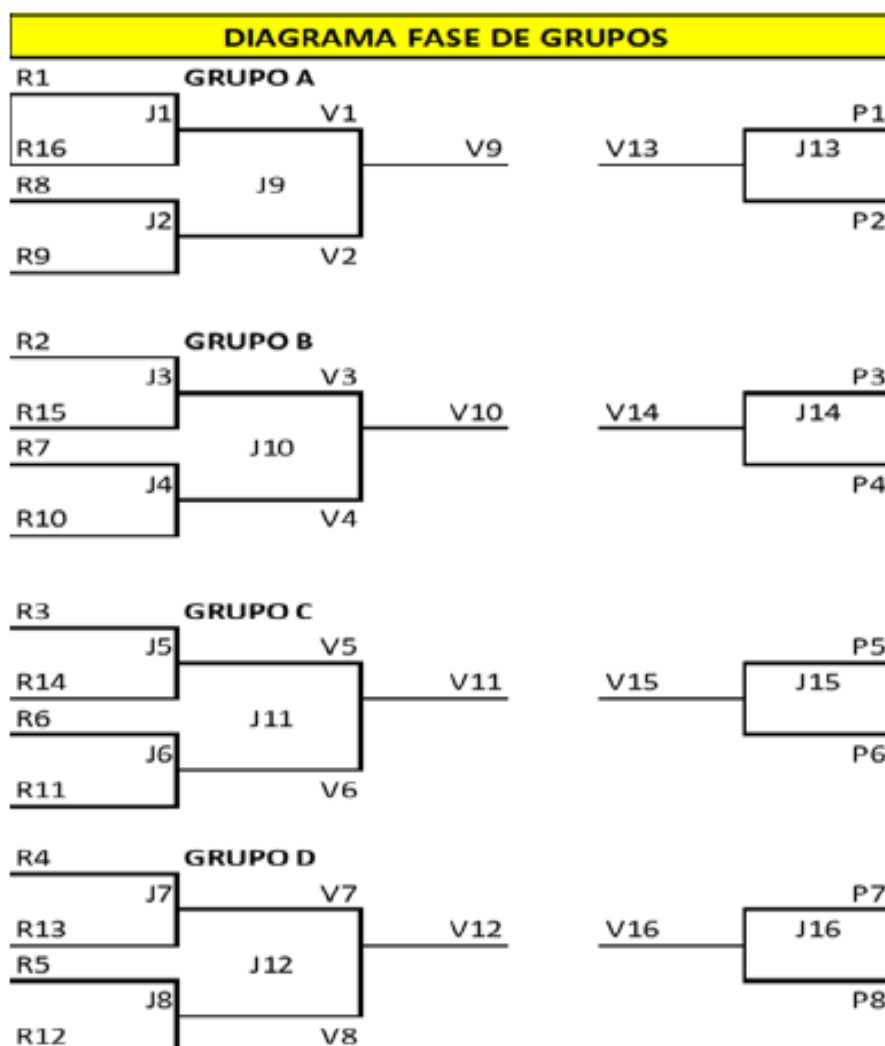 DIAGRAMA FASE DE GRUPOS
R1 GRUPO A
J1 V1 P1
R16 V9 V13 J13
R8 J9
J2 P2
R9 V2
R2 GRUPO B
J3 V3 P3
R15 V10 V14 J14
R7 J10
J4 P4
R10 V4
R3 GRUPO C
J5 V5 P5
R14 V11 V15 J15
R6 J11
J6 P6
R11 V6
R4 GRUPO D
J7 V7 P7
R13 V12 V16 J16
R5 J12
J8 P8
R12 V8